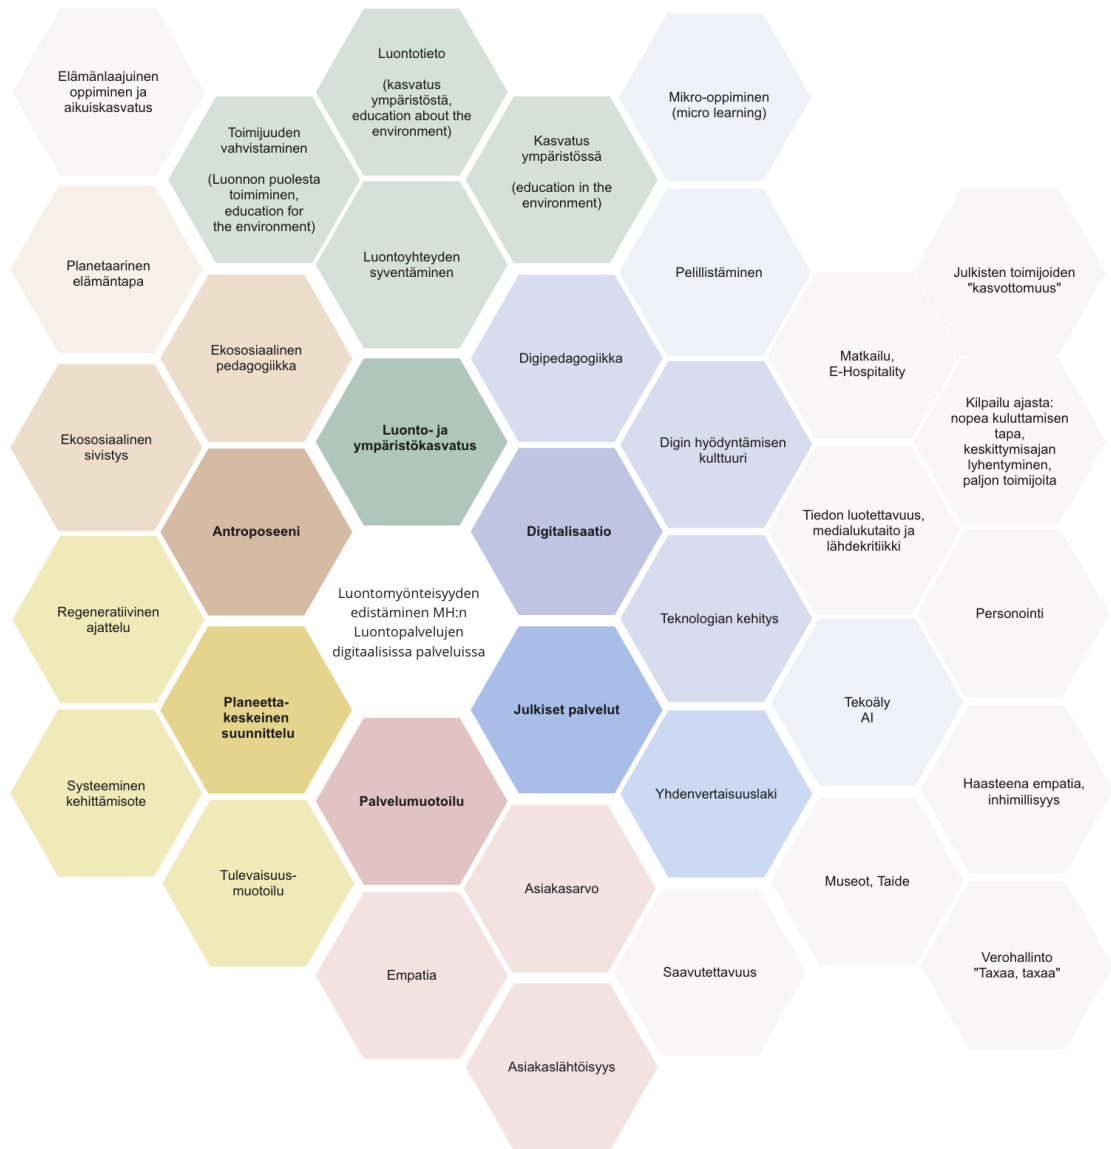 Elämänlaajuinen
oppiminen ja
aikuiskasvatus
Luontotieto
(kasvatus
ympäristöstä,
education about the
environment)
Mikro-oppiminen
(micro learning)
Toimijuuden
vahvistaminen
(Luonnon puolesta
toimiminen,
education for
the environment)
Kasvatus
ympäristössä
(education in the
environment)
Planetaarinen
elämäntapa
Luontoyhteyden
syventäminen
Pelillistäminen
Julkisten toimijoiden
"kasvottomuus"
Ekososiaalinen
pedagogiikka
Digipedagogiikka
Matkailu,
E-Hospitality
Ekososiaalinen
sivistys
Luonto- ja
ympäristökasvatus
Digin hyödyntämisen
kulttuuri
Kilpailu ajasta:
nopea kuluttamisen
tapa,
keskittymisajan
lyhentyminen,
paljon toimijoita
Antroposeeni
Digitalisaatio
Tiedon luotettavuus,
medialukutaito ja
lähdekritiikki
Regeneratiivinen
ajattelu
Luontomyönteisyyden
edistäminen MH:n
Luontopalvelujen
digitaalisissa palveluissa
Teknologian kehitys
Personointi
Planeetta-
keskeinen
suunnittelu
Julkiset palvelut
Tekoäly
AI
Systeeminen
kehittämisote
Palvelumuotoilu
Yhdenvertaisuuslaki
Haasteena empatia,
inhimillisyys
Tulevaisuus-
muotoilu
Asiakasarvo
Museot, Taide
Empatia
Saavutettavuus
Verohallinto
"Taxaa, taxaa"
Asiakaslähtöisyys